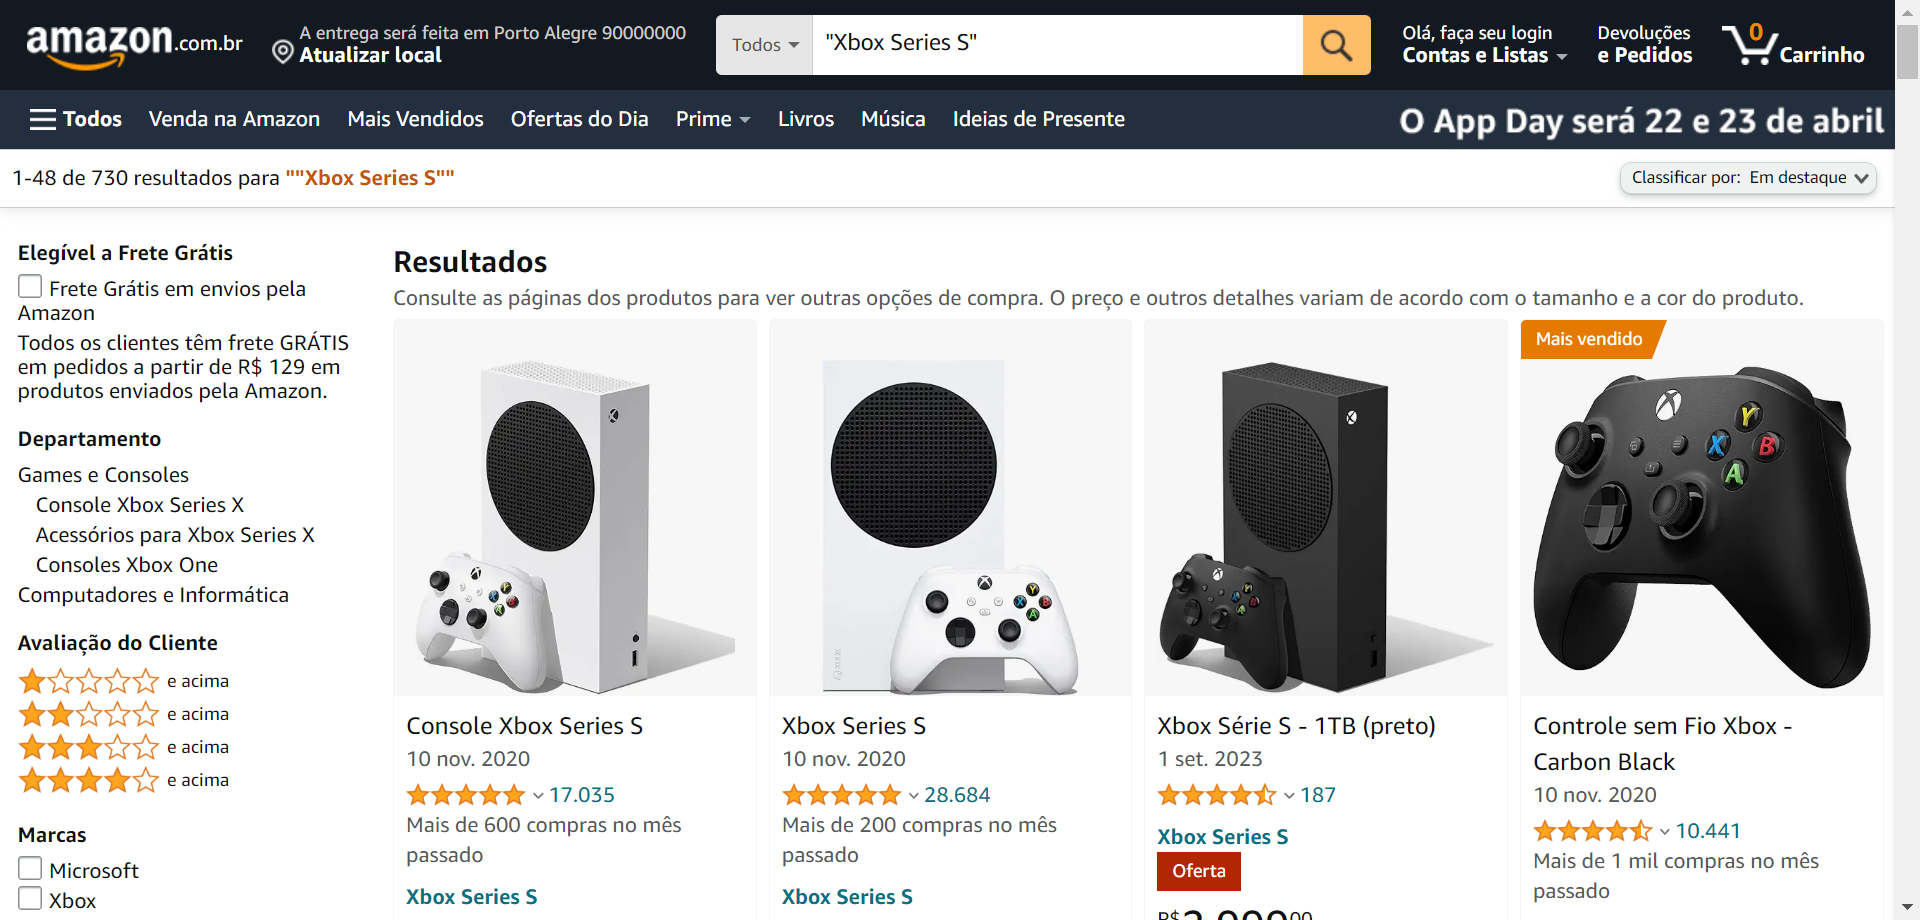 amazon.com.br
A entrega será feita em Porto Alegre 90000000
Atualizar local
Todos
"Xbox Series S"
Olá, faça seu login
Contas e Listas
Devoluções
e Pedidos
0
Carrinho
Todos
Venda na Amazon
Mais Vendidos
Ofertas do Dia
Prime
Livros
Música
Ideias de Presente
O App Day será 22 e 23 de abril
1-48 de 730 resultados para ""Xbox Series S""
Classificar por: Em destaque
Elegível a Frete Grátis
Frete Grátis em envios pela
Amazon
Todos os clientes têm frete GRÁTIS
em pedidos a partir de R$ 129 em
produtos enviados pela Amazon.
Departamento
Games e Consoles
Console Xbox Series X
Acessórios para Xbox Series X
Consoles Xbox One
Computadores e Informática
Avaliação do Cliente
e acima
e acima
e acima
e acima
Marcas
Microsoft
Xbox
Resultados
Consulte as páginas dos produtos para ver outras opções de compra. O preço e outros detalhes variam de acordo com o tamanho e a cor do produto.
Console Xbox Series S
10 nov. 2020
17.035
Mais de 600 compras no mês
passado
Xbox Series S
Xbox Series S
10 nov. 2020
28.684
Mais de 200 compras no mês
passado
Xbox Series S
Xbox Série S - 1TB (preto)
1 set. 2023
187
Xbox Series S
Oferta
Mais vendido
Y
X
B
A
Controle sem Fio Xbox -
Carbon Black
10 nov. 2020
10.441
Mais de 1 mil compras no mês
passado